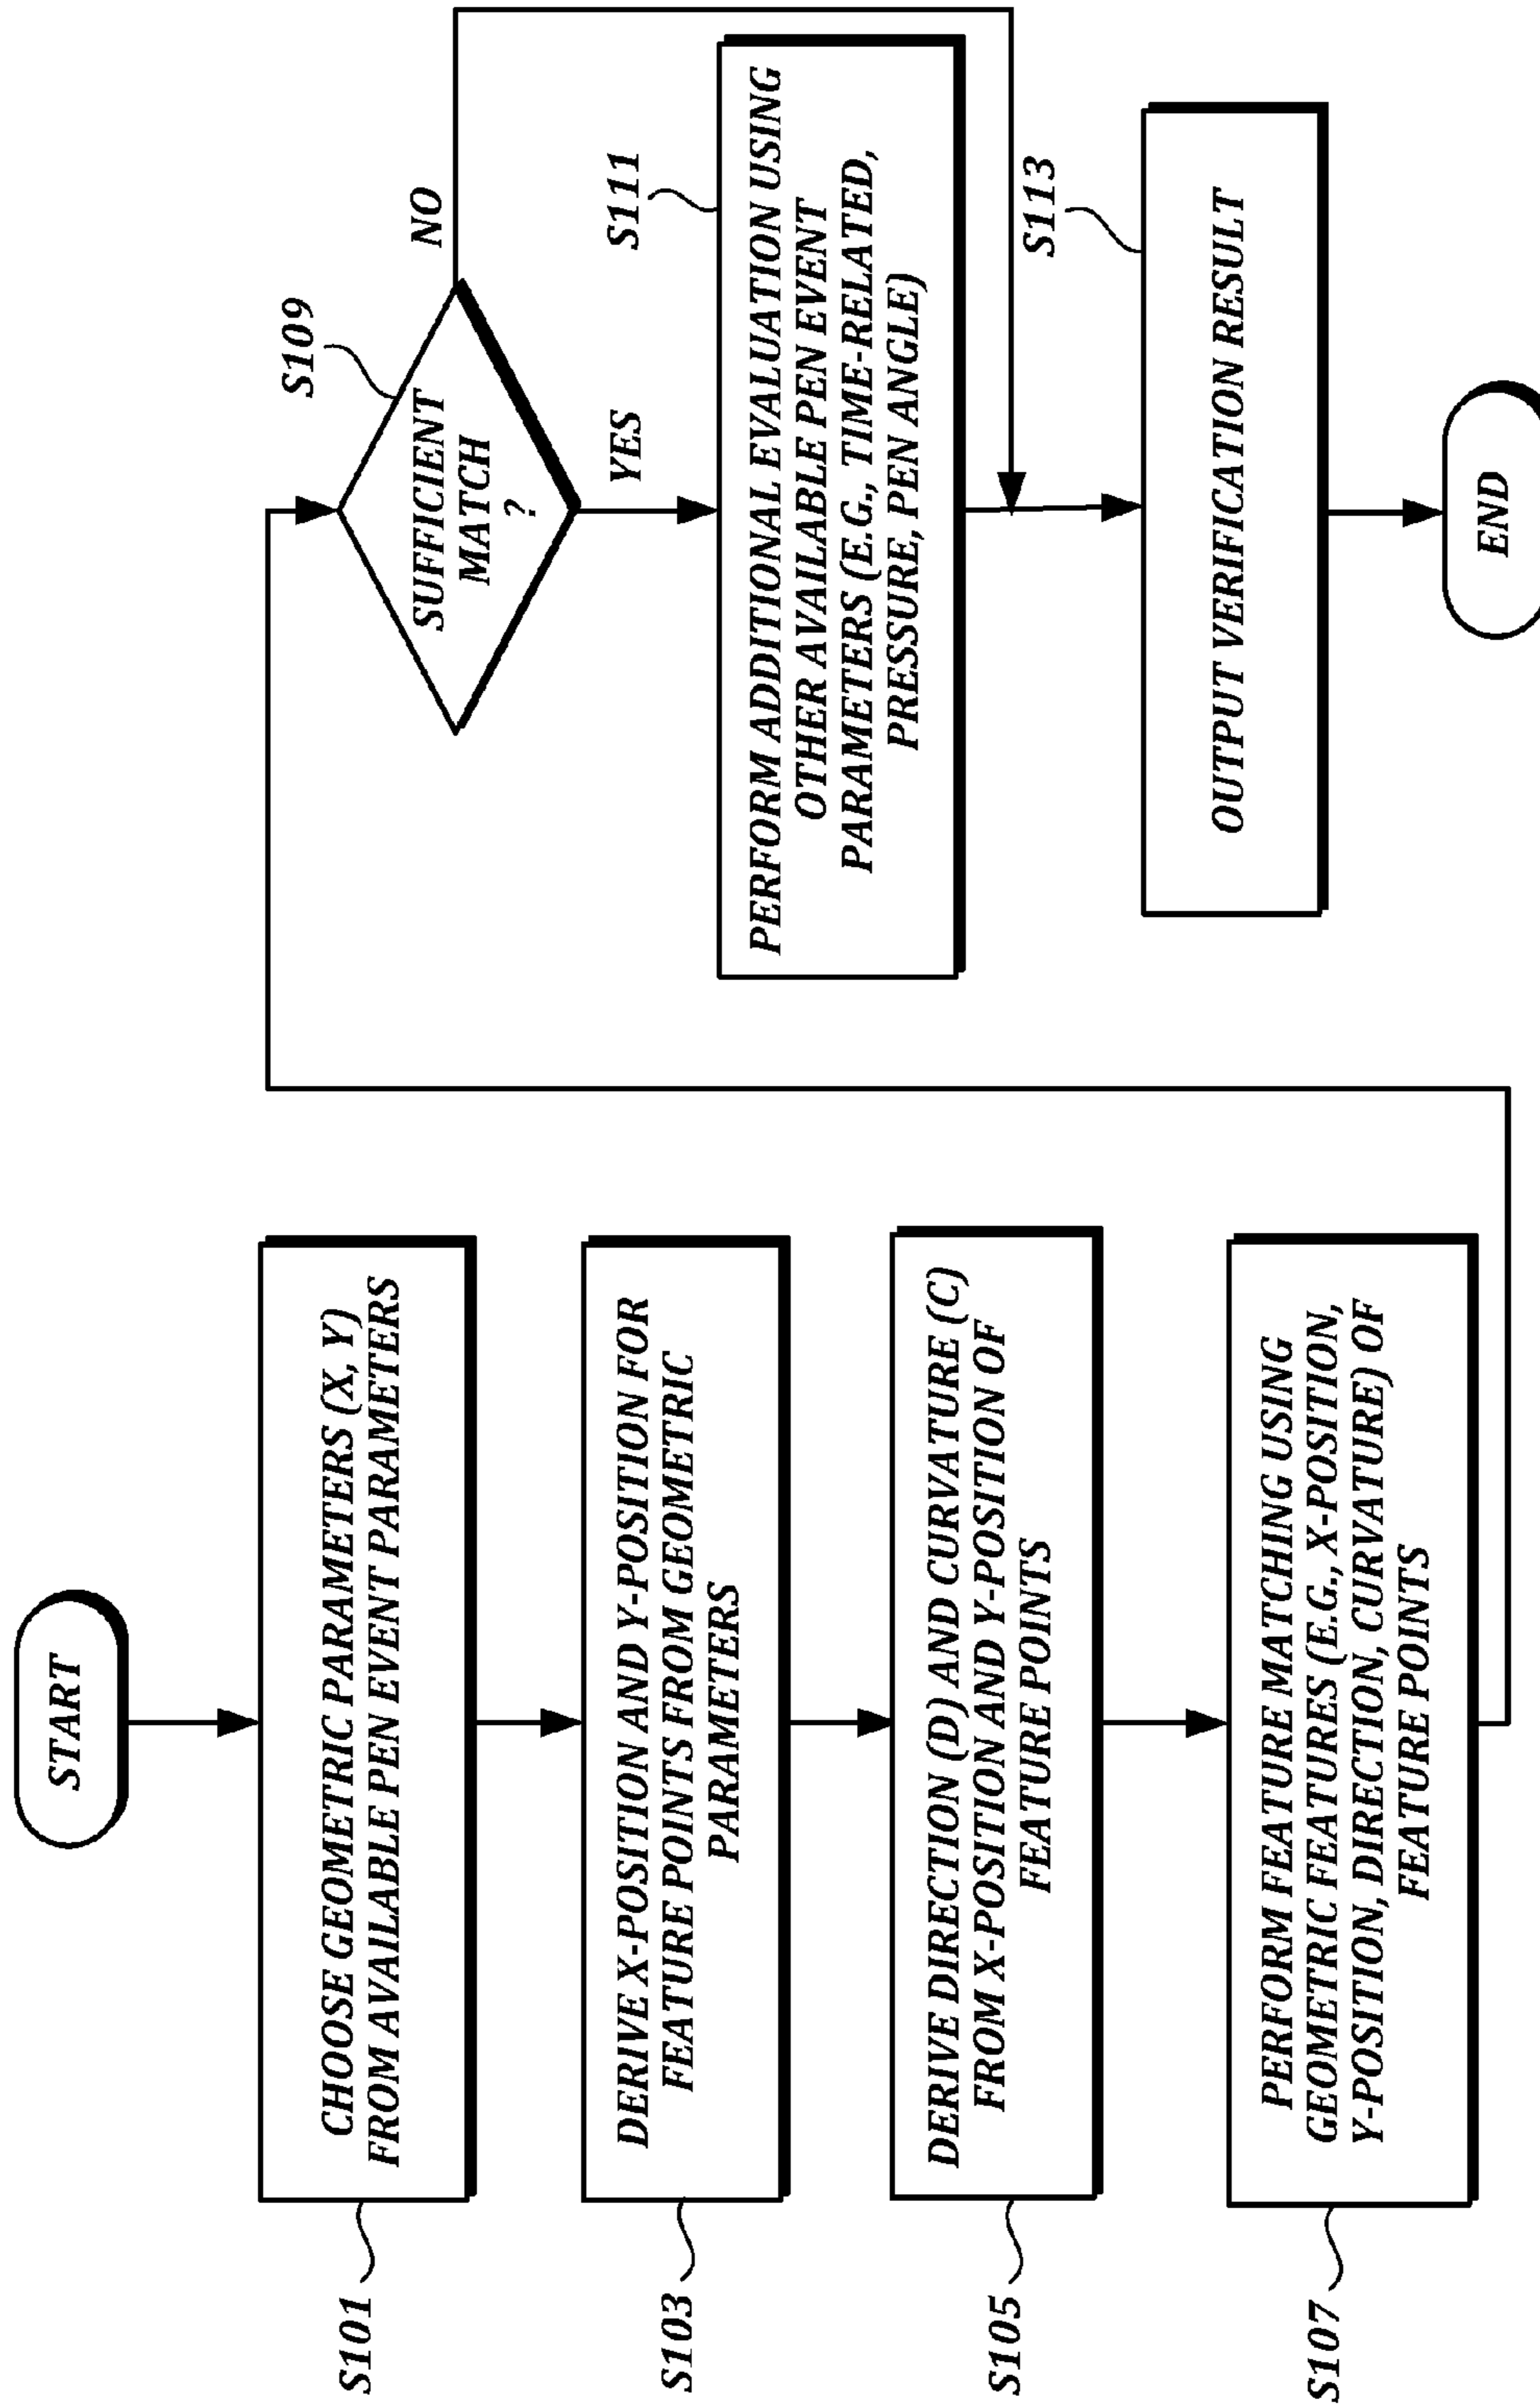 START
S101
CHOOSE GEOMETRIC PARAMETERS (X, Y)
FROM AVAILABLE PEN EVENT PARAMETERS
S103
DERIVE X-POSITION AND Y-POSITION FOR
FEATURE POINTS FROM GEOMETRIC
PARAMETERS
S105
DERIVE DIRECTION (D) AND CURVATURE (C)
FROM X-POSITION AND Y-POSITION OF
FEATURE POINTS
S107
PERFORM FEATURE MATCHING USING
GEOMETRIC FEATURES (E.G., X-POSITION,
Y-POSITION, DIRECTION, CURVATURE) OF
FEATURE POINTS
S109
SUFFICIENT
MATCH
?
NO
YES
S111
PERFORM ADDITIONAL EVALUATION USING
OTHER AVAILABLE PEN EVENT
PARAMETERS (E.G., TIME-RELATED,
PRESSURE, PEN ANGLE)
S113
OUTPUT VERIFICATION RESULT
END